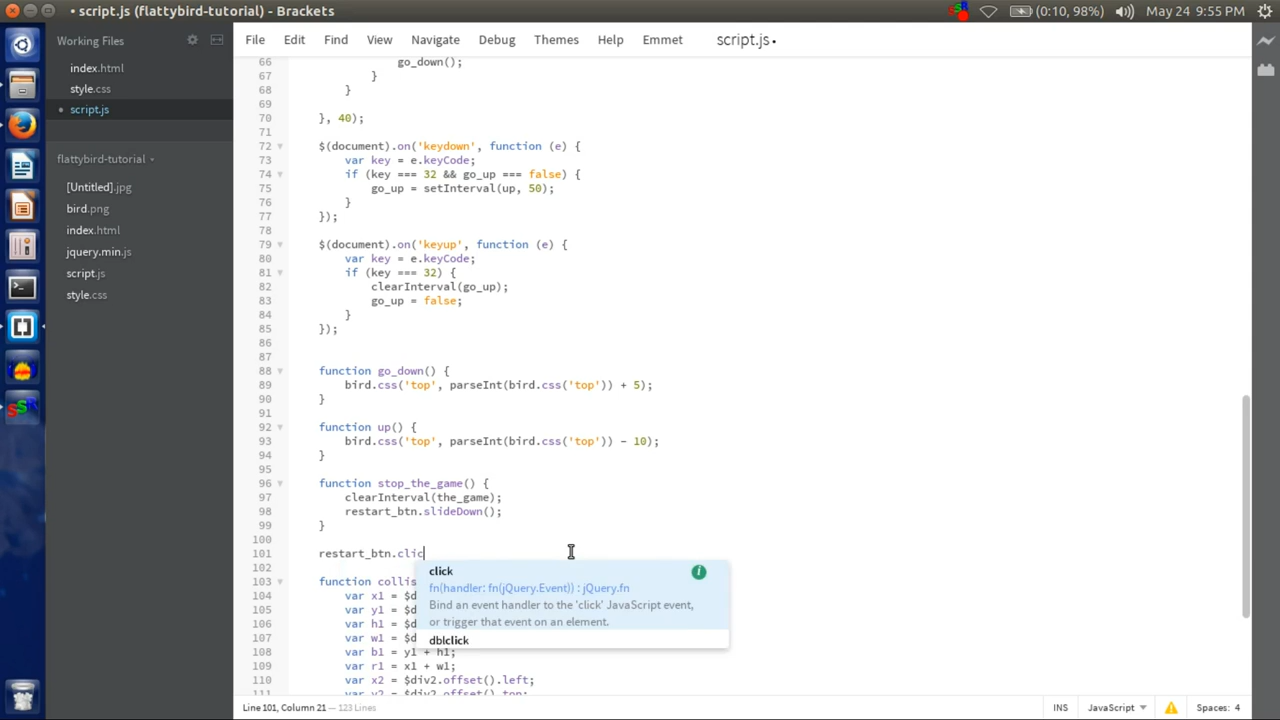 • script.js (flattybird-tutorial) - Brackets
(0:10, 98%)
May 24 9:55 PM
Working Files
index.html
style.css
• script.js
flattybird-tutorial
[Untitled].jpg
bird.png
index.html
jquery.min.js
script.js
style.css
File Edit Find View Navigate Debug Themes Help Emmet
script.js •
66 go_down();
67 }
68 }
69
70 }, 40);
71
72 $(document).on('keydown', function (e) {
73 var key = e.keyCode;
74 if (key === 32 && go_up === false) {
75 go_up = setInterval(up, 50);
76 }
77 });
78
79 $(document).on('keyup', function (e) {
80 var key = e.keyCode;
81 if (key === 32) {
82 clearInterval(go_up);
83 go_up = false;
84 }
85 });
86
87
88 function go_down() {
89 bird.css('top', parseInt(bird.css('top')) + 5);
90 }
91
92 function up() {
93 bird.css('top', parseInt(bird.css('top')) - 10);
94 }
95
96 function stop_the_game() {
97 clearInterval(the_game);
98 restart_btn.slideDown();
99 }
100
101 restart_btn.clic
102
103 function collis
104 var x1 = $d
105 var y1 = $d
106 var h1 = $d
107 var w1 = $d
108 var b1 = y1 + h1;
109 var r1 = x1 + w1;
110 var x2 = $div2.offset().left;
111 var y2 = $div2.offset().top;
click
fn(handler: fn(jQuery.Event)) : jQuery.fn
Bind an event handler to the 'click' JavaScript event,
or trigger that event on an element.
dblclick
Line 101, Column 21 — 123 Lines
INS
JavaScript
Spaces: 4